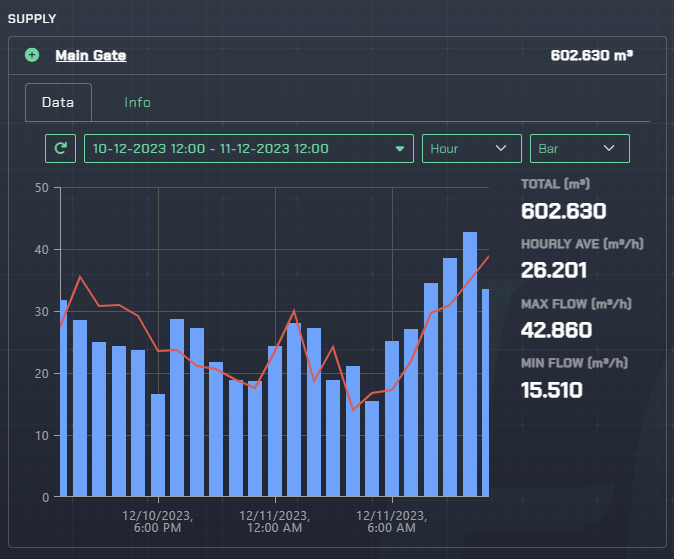 SUPPLY
Main Gate
602.630 m³
Data
Info
10-12-2023 12:00 - 11-12-2023 12:00
Hour
Bar
50
40
30
20
10
0
12/10/2023,
6:00 PM
12/11/2023,
12:00 AM
12/11/2023,
6:00 AM
TOTAL (m³)
602.630
HOURLY AVE (m³/h)
26.201
MAX FLOW (m³/h)
42.860
MIN FLOW (m³/h)
15.510